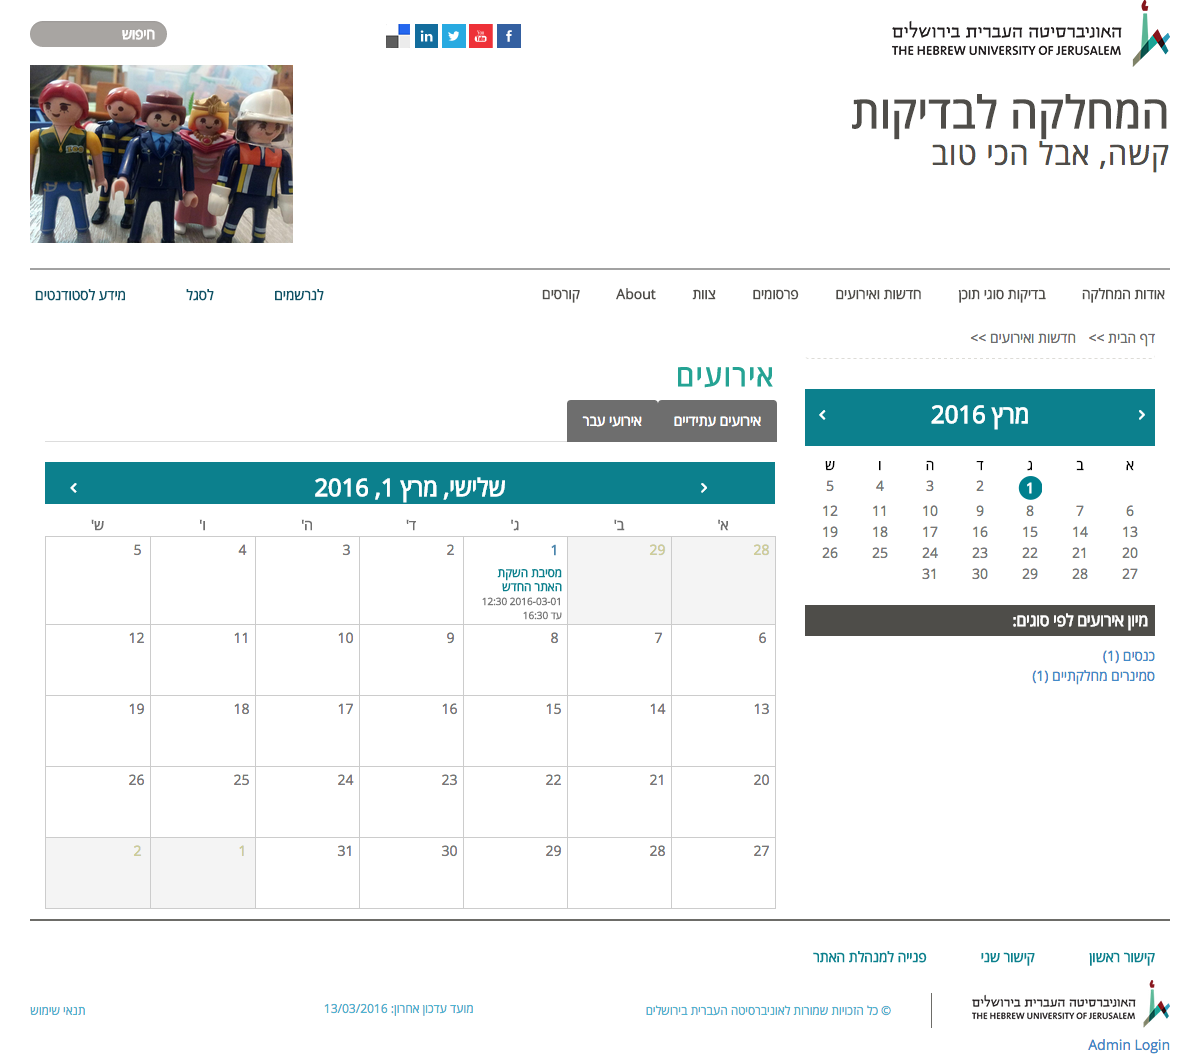 חיפוש
האוניברסיטה העברית בירושלים
THE HEBREW UNIVERSITY OF JERUSALEM
המחלקה לבדיקות
קשה, אבל הכי טוב
אודות המחלקה
בדיקות סוגי תוכן
חדשות ואירועים
פרסומים
צוות
About
קורסים
לנרשמים
לסגל
מידע לסטודנטים
דף הבית >> חדשות ואירועים >>
מרץ 2016
א ב ג ד ה ו ש
1 2 3 4 5
6 7 8 9 10 11 12
13 14 15 16 17 18 19
20 21 22 23 24 25 26
27 28 29 30 31
מיון אירועים לפי סוגים:
כנסים (1)
סמינרים מחלקתיים (1)
אירועים
אירועים עתידיים
אירועי עבר
שלישי, מרץ 1, 2016
א' ב' ג' ד' ה' ו' ש'
28 29 1 2 3 4 5
מסיבת השקת
האתר החדש
2016-03-01 12:30
עד 16:30
6 7 8 9 10 11 12
13 14 15 16 17 18 19
20 21 22 23 24 25 26
27 28 29 30 31 1 2
קישור ראשון
קישור שני
פנייה למנהלת האתר
האוניברסיטה העברית בירושלים
THE HEBREW UNIVERSITY OF JERUSALEM
© כל הזכויות שמורות לאוניברסיטה העברית בירושלים
מועד עדכון אחרון: 13/03/2016
תנאי שימוש
Admin Login